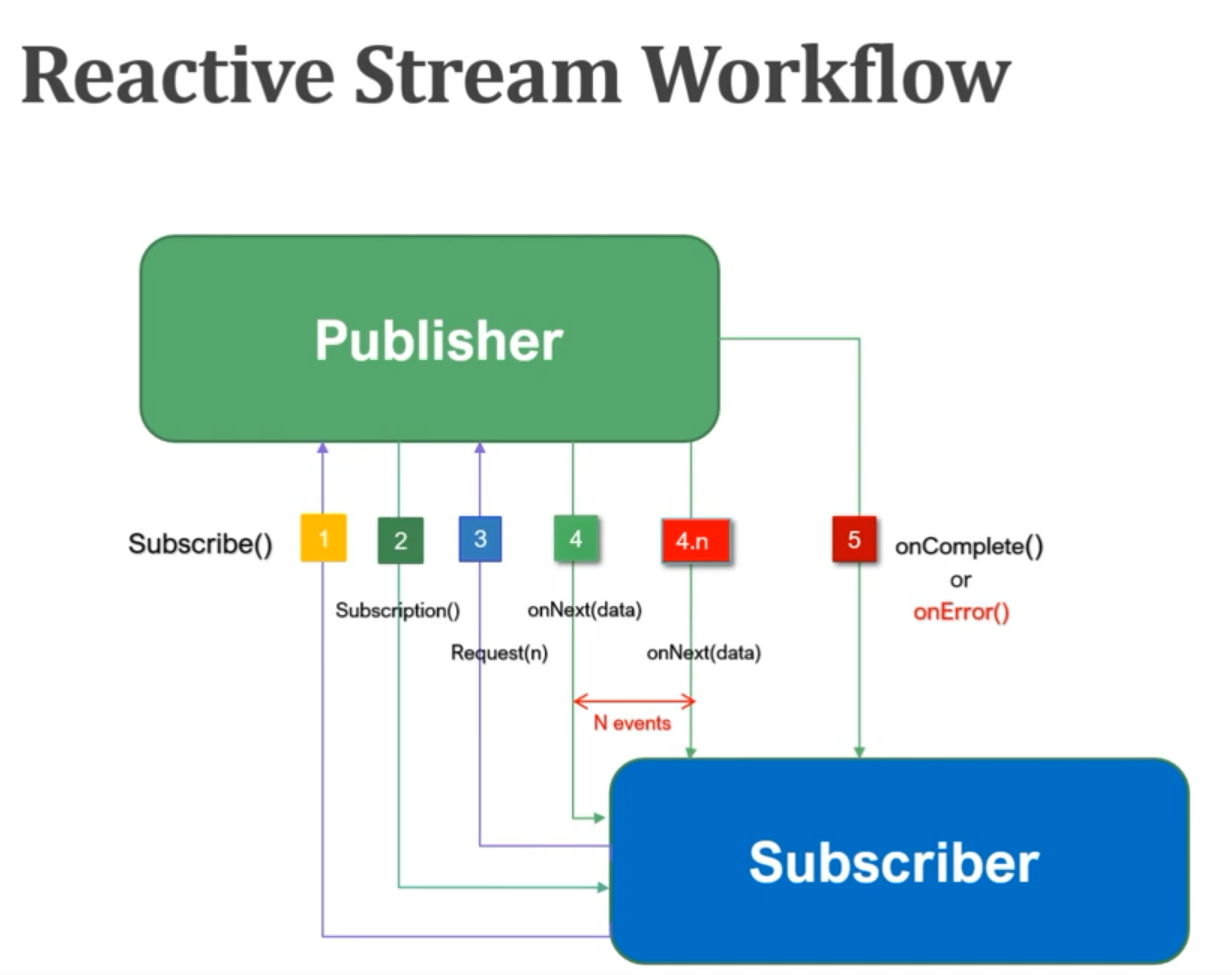 Reactive Stream Workflow
Publisher
Subscribe()
1
2
3
4
4.n
5
onComplete()
or
onError()
Subscription()
onNext(data)
Request(n)
onNext(data)
N events
Subscriber